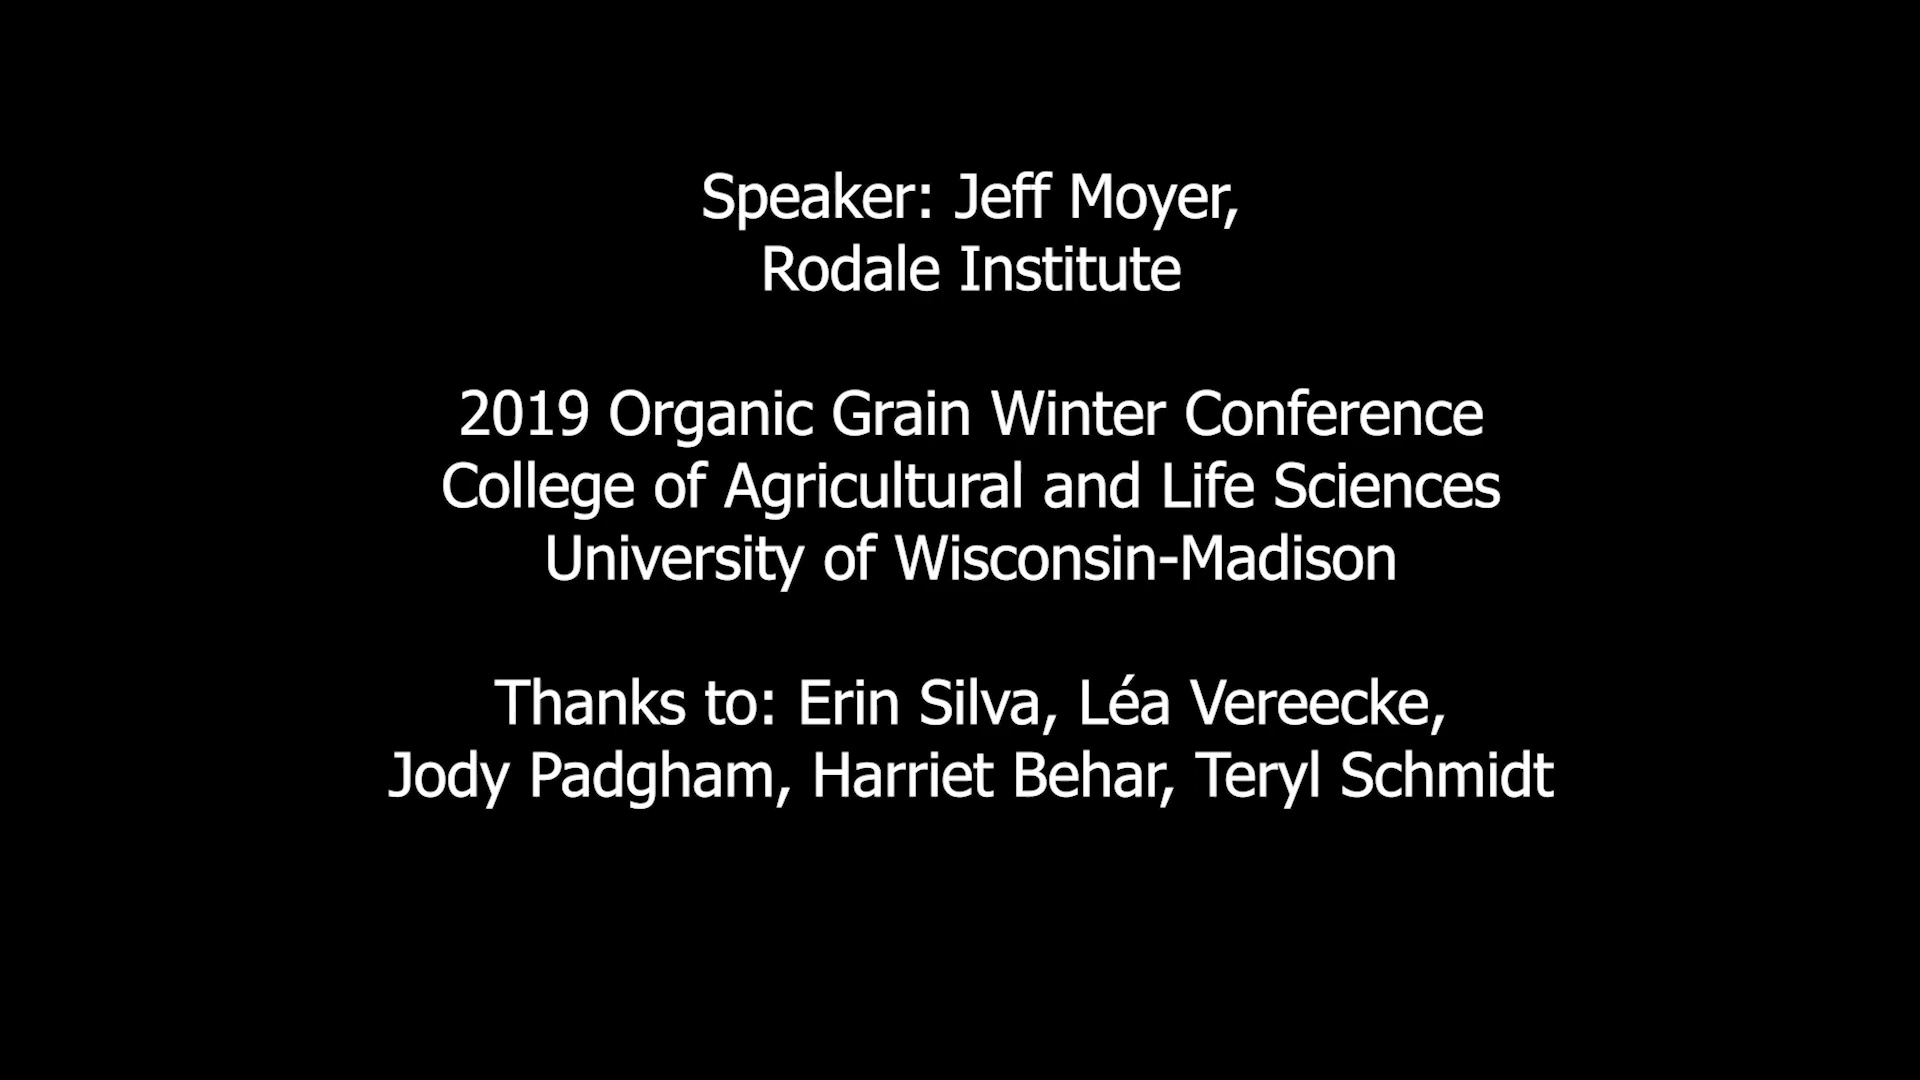 Speaker: Jeff Moyer,
Rodale Institute
2019 Organic Grain Winter Conference
College of Agricultural and Life Sciences
University of Wisconsin-Madison
Thanks to: Erin Silva, Léa Vereecke,
Jody Padgham, Harriet Behar, Teryl Schmidt